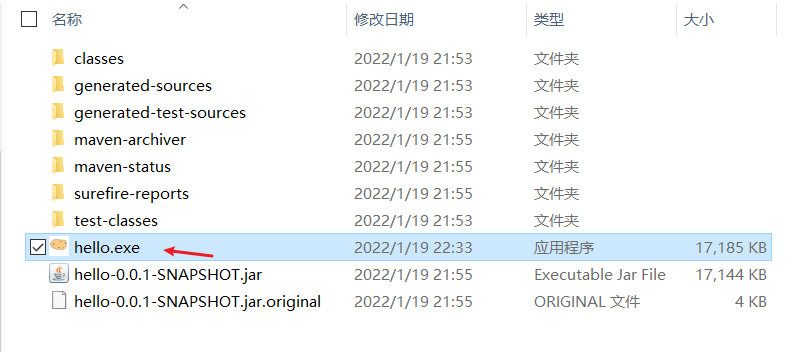 名称 修改日期 类型 大小
classes 2022/1/19 21:53 文件夹
generated-sources 2022/1/19 21:53 文件夹
generated-test-sources 2022/1/19 21:53 文件夹
maven-archiver 2022/1/19 21:55 文件夹
maven-status 2022/1/19 21:55 文件夹
surefire-reports 2022/1/19 21:55 文件夹
test-classes 2022/1/19 21:53 文件夹
hello.exe 2022/1/19 22:33 应用程序 17,185 KB
hello-0.0.1-SNAPSHOT.jar 2022/1/19 21:55 Executable Jar File 17,144 KB
hello-0.0.1-SNAPSHOT.jar.original 2022/1/19 21:55 ORIGINAL 文件 4 KB